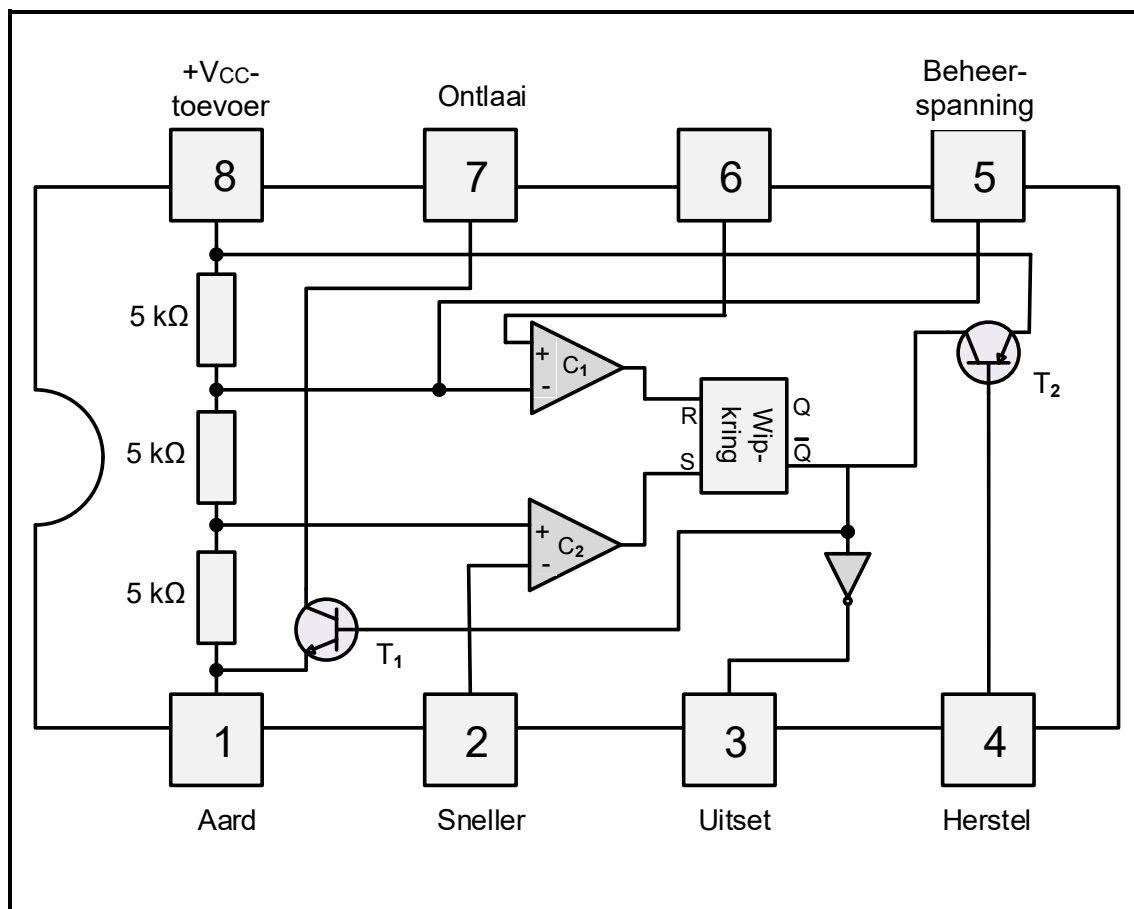 +VCC-
toevoer
Ontlaai
Beheer-
spanning
8
7
6
5
5 kΩ
+
-
C1
T2
R
Wip-
kring
Q
5 kΩ
S
Q̅
+
-
C2
5 kΩ
T1
1
2
3
4
Aard
Sneller
Uitset
Herstel